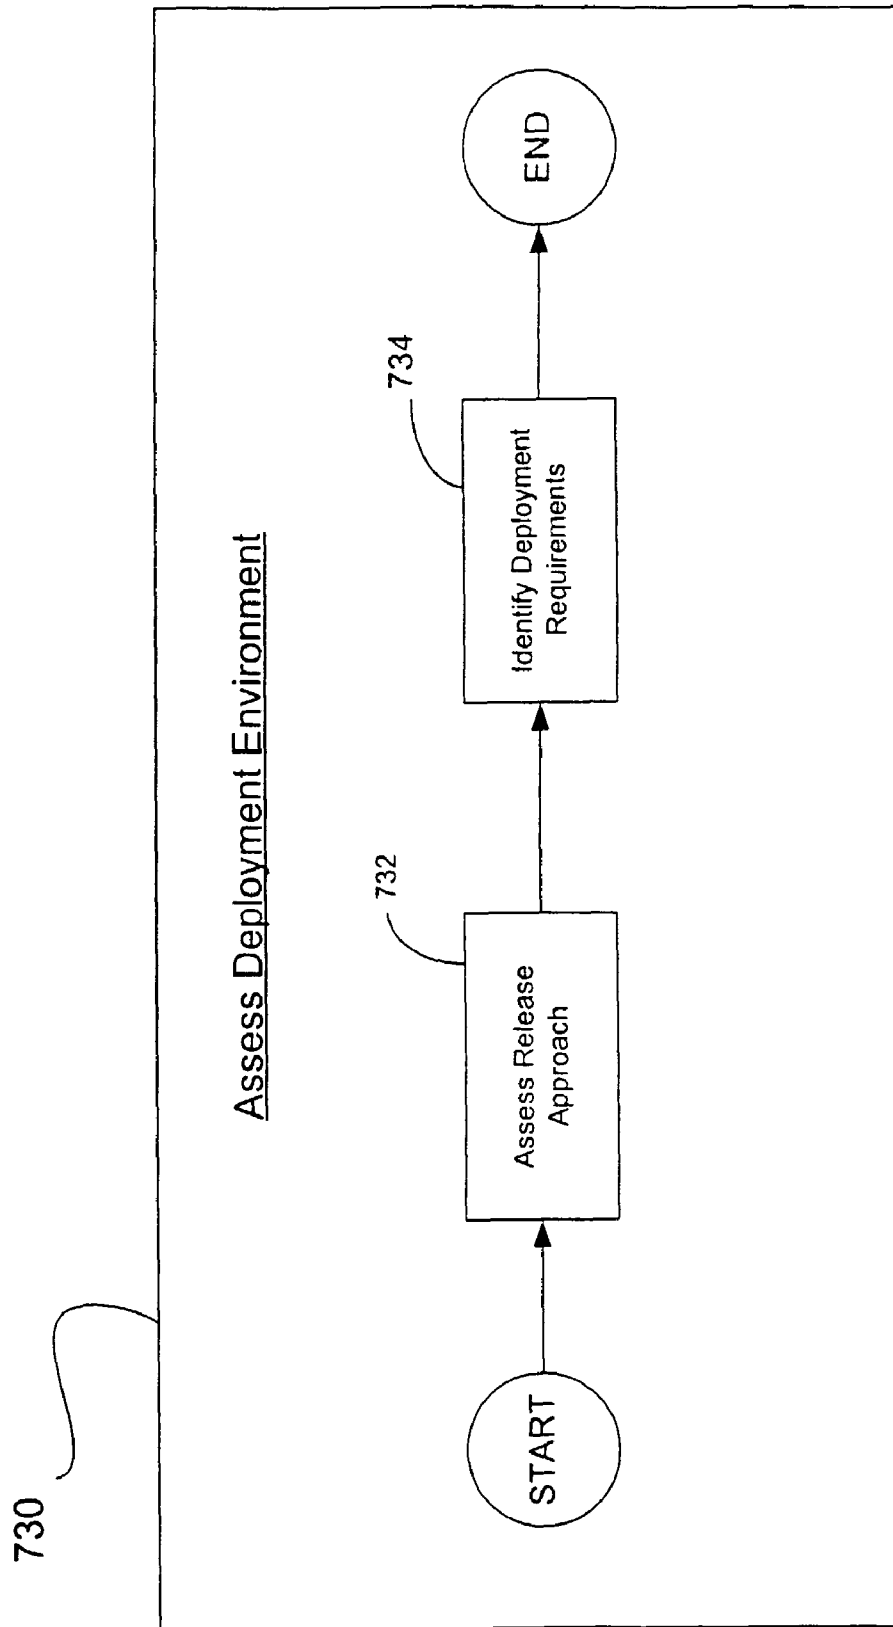 730
Assess Deployment Environment
START
732
Assess Release
Approach
734
Identify Deployment
Requirements
END